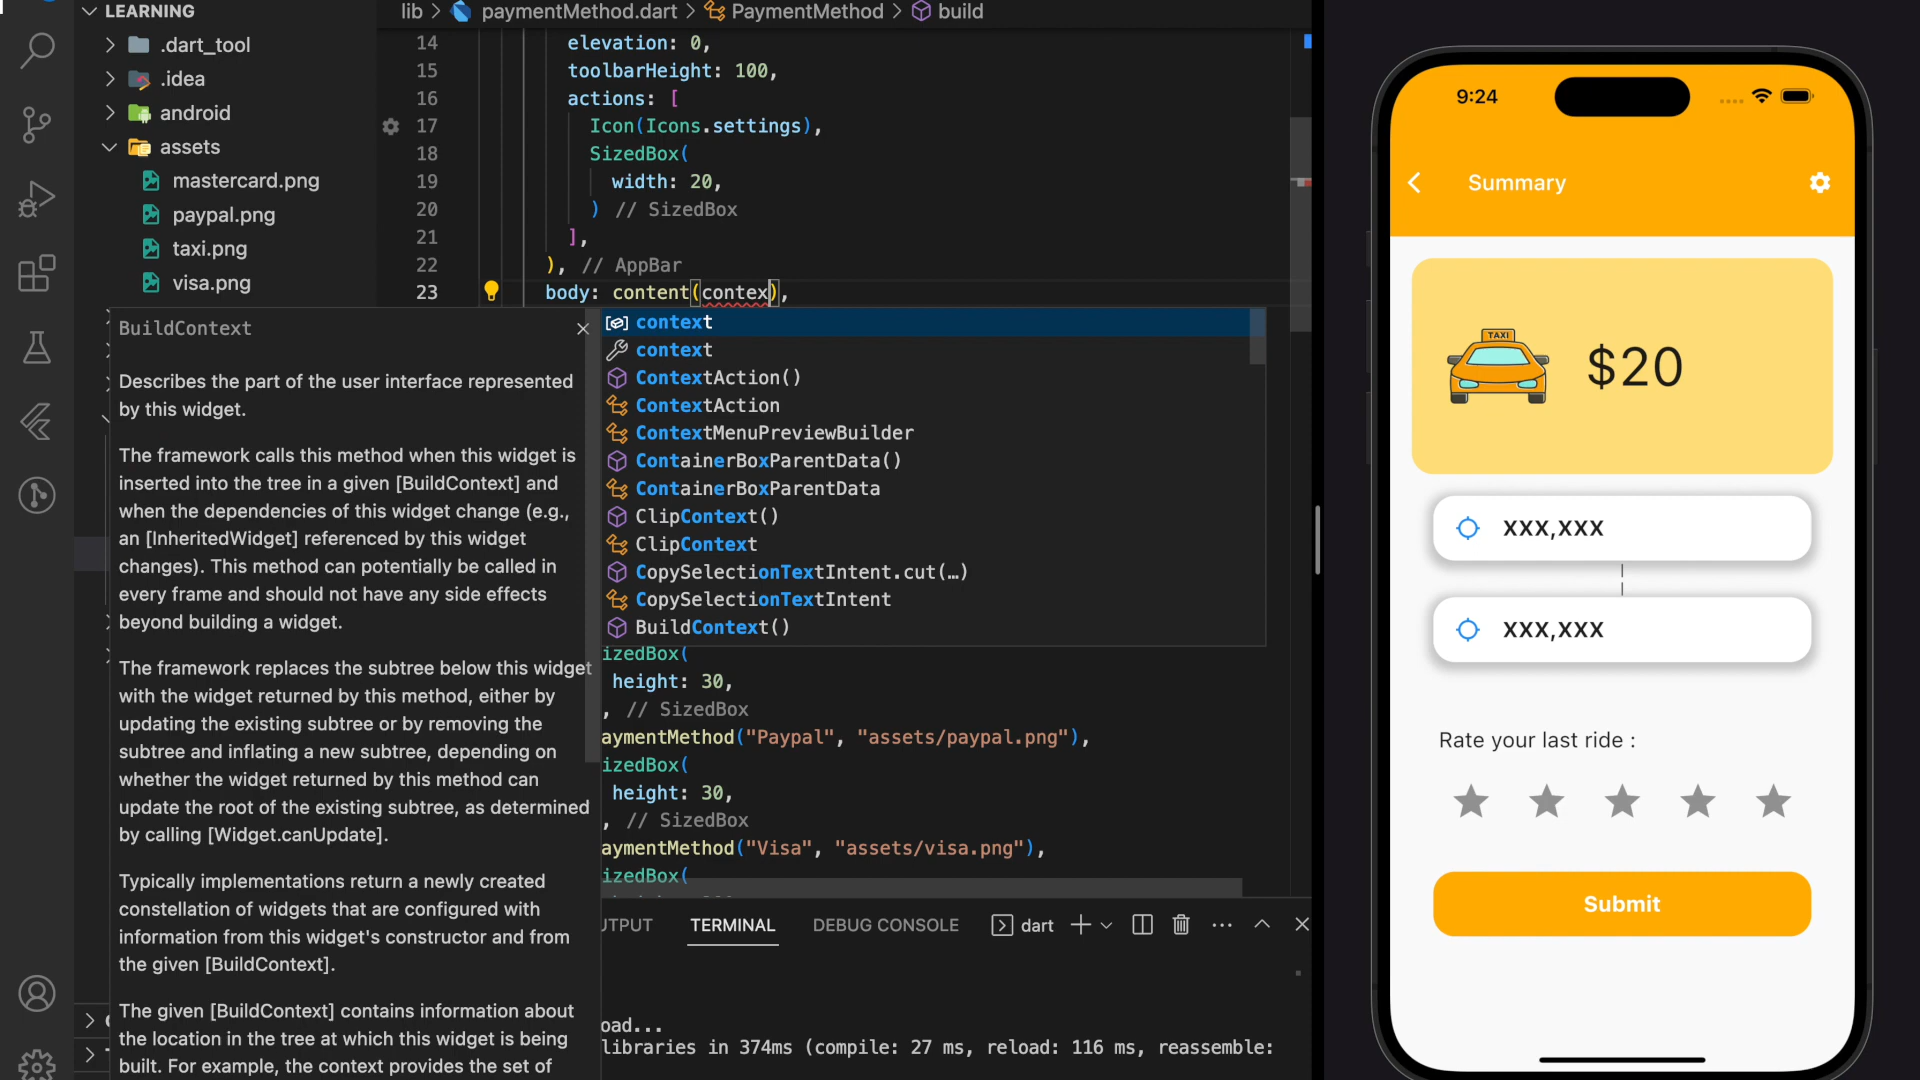 LEARNING
.dart_tool
.idea
android
assets
mastercard.png
paypal.png
taxi.png
visa.png
lib > paymentMethod.dart > PaymentMethod > build
14 elevation: 0,
15 toolbarHeight: 100,
16 actions: [
17 Icon(Icons.settings),
18 SizedBox(
19 width: 20,
20 ) // SizedBox
21 ],
22 ), // AppBar
23 body: content(contex),
BuildContext
Describes the part of the user interface represented
by this widget.
The framework calls this method when this widget is
inserted into the tree in a given [BuildContext] and
when the dependencies of this widget change (e.g.,
an [InheritedWidget] referenced by this widget
changes). This method can potentially be called in
every frame and should not have any side effects
beyond building a widget.
The framework replaces the subtree below this widget
with the widget returned by this method, either by
updating the existing subtree or by removing the
subtree and inflating a new subtree, depending on
whether the widget returned by this method can
update the root of the existing subtree, as determined
by calling [Widget.canUpdate].
Typically implementations return a newly created
constellation of widgets that are configured with
information from this widget's constructor and from
the given [BuildContext].
The given [BuildContext] contains information about
the location in the tree at which this widget is being
built. For example, the context provides the set of
context
context
ContextAction()
ContextAction
ContextMenuPreviewBuilder
ContainerBoxParentData()
ContainerBoxParentData
ClipContext()
ClipContext
CopySelectionTextIntent.cut(…)
CopySelectionTextIntent
BuildContext()
izedBox(
height: 30,
, // SizedBox
aymentMethod("Paypal", "assets/paypal.png"),
izedBox(
height: 30,
, // SizedBox
aymentMethod("Visa", "assets/visa.png"),
izedBox(
UTPUT TERMINAL DEBUG CONSOLE dart
oad...
libraries in 374ms (compile: 27 ms, reload: 116 ms, reassemble:
9:24
Summary
TAXI
$20
XXX,XXX
XXX,XXX
Rate your last ride :
Submit